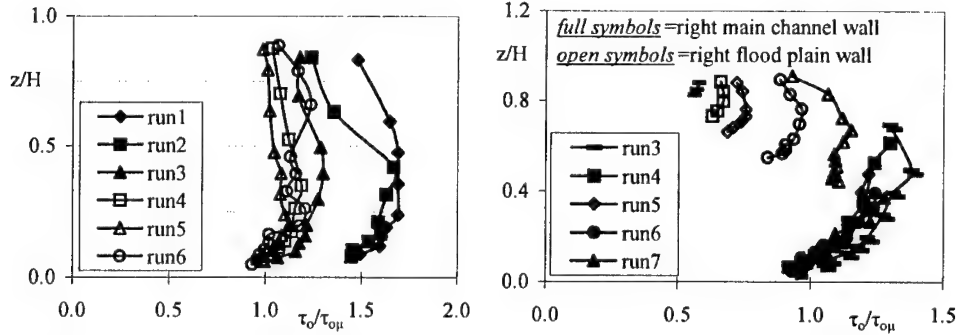 1.0
z/H
0.5
0.0
run1
run2
run3
run4
run5
run6
0.0 0.5 1.0 1.5 2.0
τo/τoμ
1.2
z/H
0.8
0.4
0.0
full symbols=right main channel wall
open symbols=right flood plain wall
run3
run4
run5
run6
run7
0.0 0.5 1.0 1.5
τo/τoμ